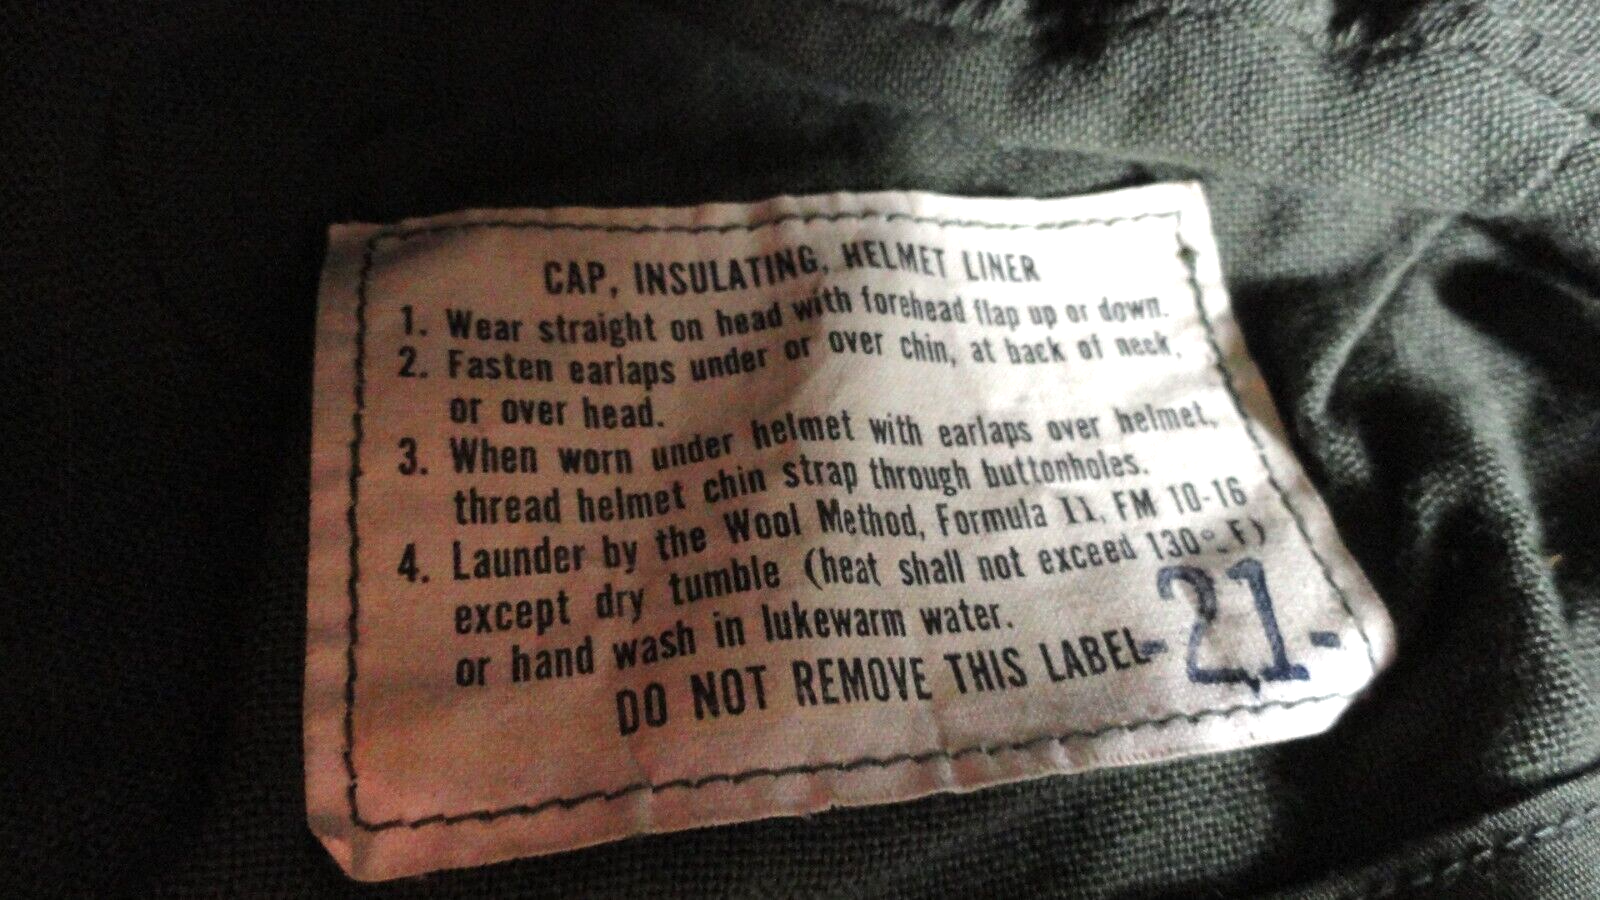 CAP, INSULATING, HELMET LINER
1. Wear straight on head with forehead flap up or down.
2. Fasten earlaps under or over chin, at back of neck,
or over head.
3. When worn under helmet with earlaps over helmet,
thread helmet chin strap through buttonholes.
4. Launder by the Wool Method, Formula II, FM 10-16
except dry tumble (heat shall not exceed 130° F)
or hand wash in lukewarm water.
DO NOT REMOVE THIS LABEL
-21-